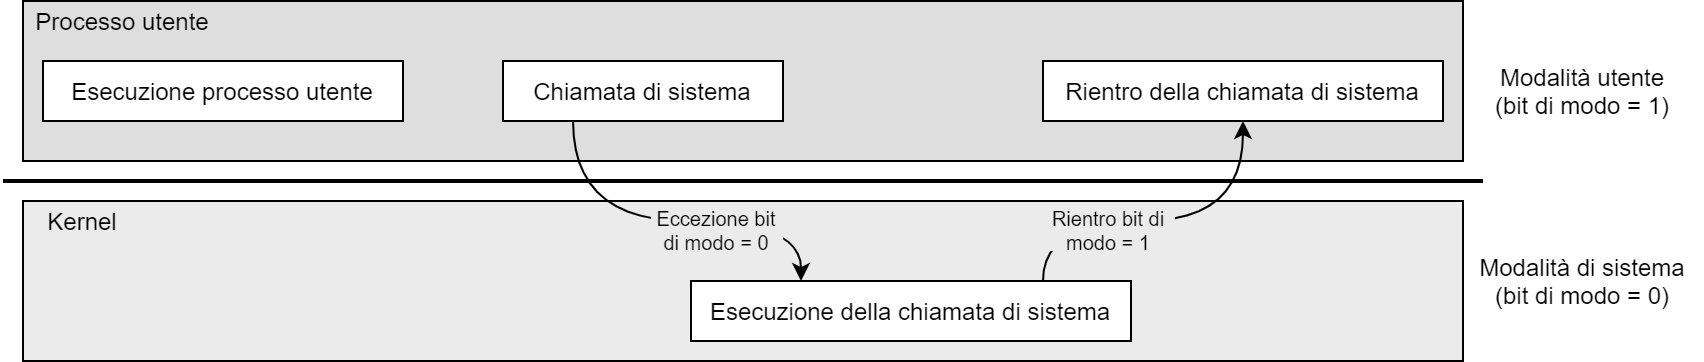 Processo utente
Esecuzione processo utente
Chiamata di sistema
Rientro della chiamata di sistema
Modalità utente
(bit di modo = 1)
Kernel
Eccezione bit
di modo = 0
Rientro bit di
modo = 1
Esecuzione della chiamata di sistema
Modalità di sistema
(bit di modo = 0)